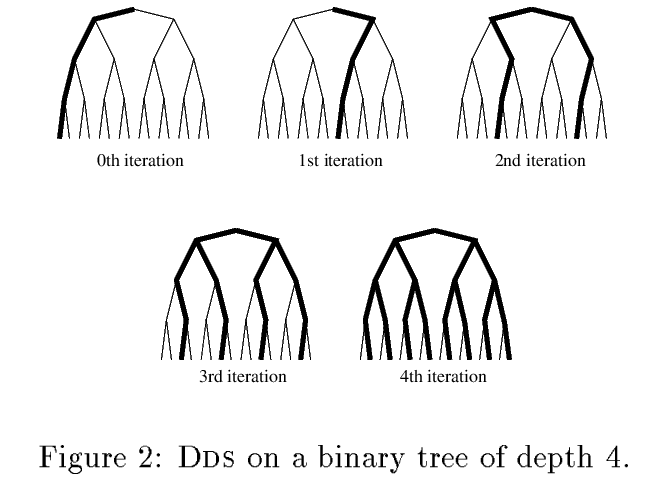 0th iteration
1st iteration
2nd iteration
3rd iteration
4th iteration
Figure 2: DDS on a binary tree of depth 4.